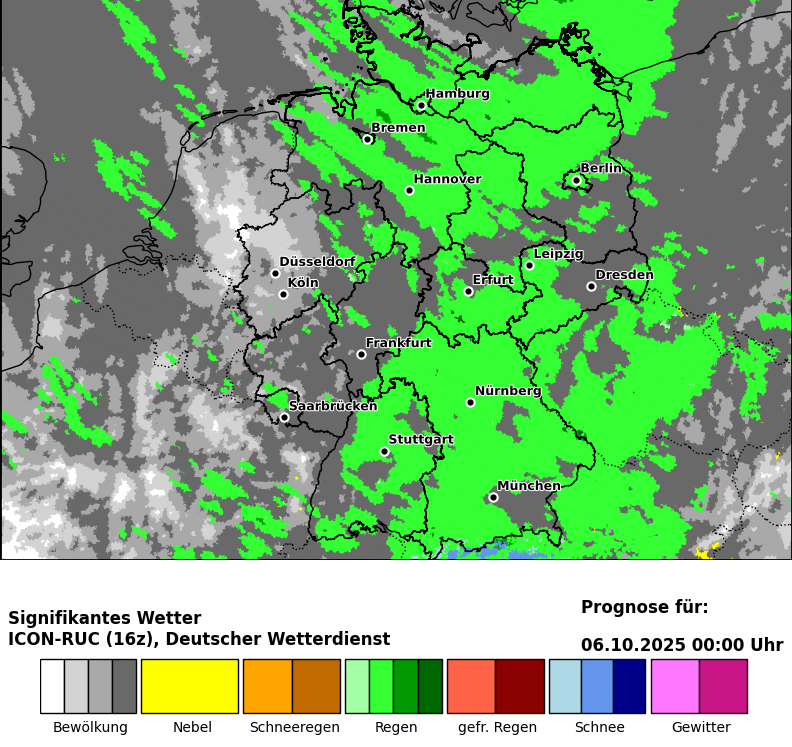 Hamburg
Bremen
Hannover
Berlin
Düsseldorf
Köln
Leipzig
Erfurt
Dresden
Frankfurt
Saarbrücken
Nürnberg
Stuttgart
München
Signifikantes Wetter
ICON-RUC (16z), Deutscher Wetterdienst
Prognose für:
06.10.2025 00:00 Uhr
Bewölkung
Nebel
Schneeregen
Regen
gefr. Regen
Schnee
Gewitter